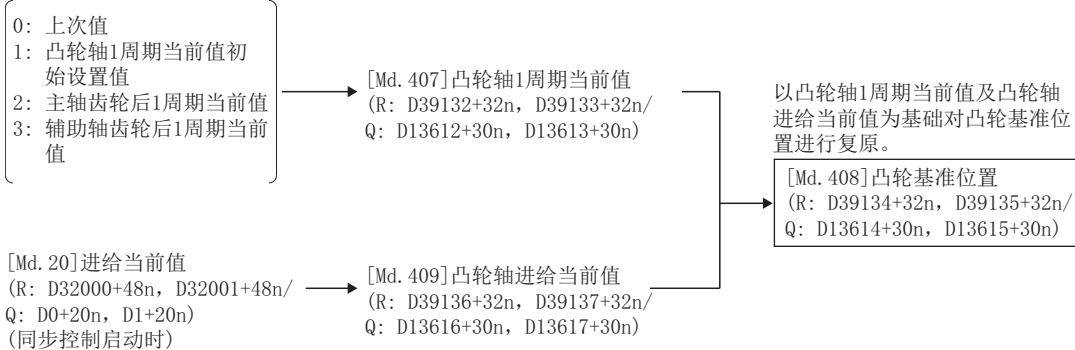 0: 上次值
1: 凸轮轴1周期当前值初
始设置值
2: 主轴齿轮后1周期当前值
3: 辅助轴齿轮后1周期当前
值
[Md.407]凸轮轴1周期当前值
(R: D39132+32n, D39133+32n/
Q: D13612+30n, D13613+30n)
以凸轮轴1周期当前值及凸轮轴
进给当前值为基础对凸轮基准位
置进行复原。
[Md.408]凸轮基准位置
(R: D39134+32n, D39135+32n/
Q: D13614+30n, D13615+30n)
[Md.20]进给当前值
(R: D32000+48n, D32001+48n/
Q: D0+20n, D1+20n)
(同步控制启动时)
[Md.409]凸轮轴进给当前值
(R: D39136+32n, D39137+32n/
Q: D13616+30n, D13617+30n)